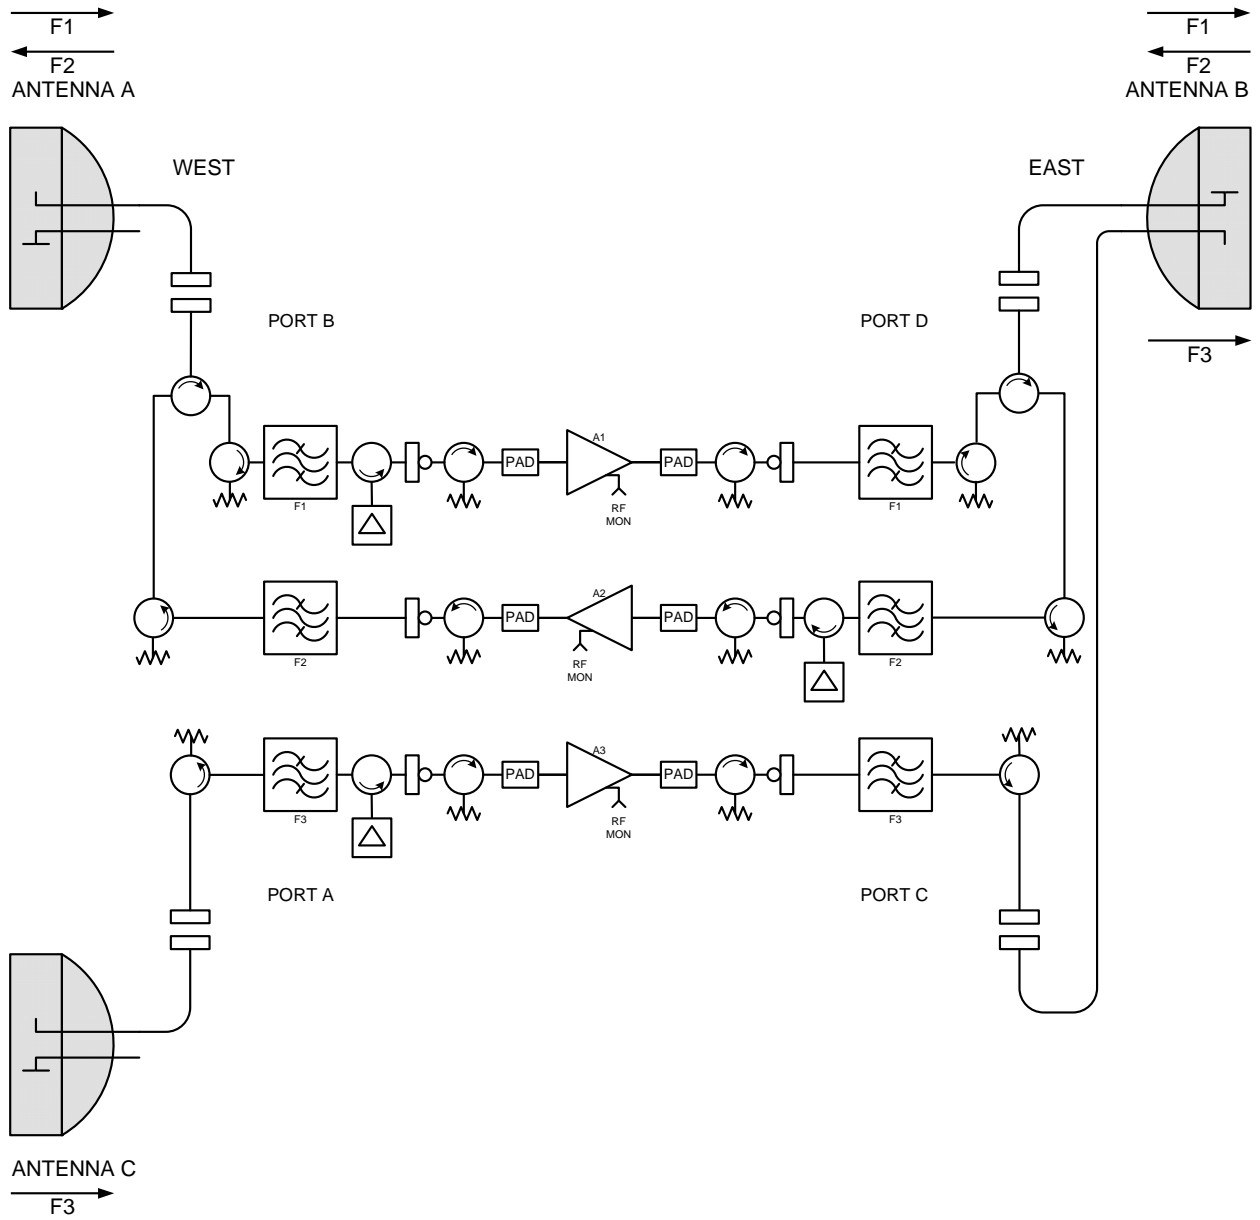 F1
F1
F2
F2
ANTENNA A
ANTENNA B
WEST
EAST
PORT B
PORT D
F3
A1
PAD
PAD
F1
RF
MON
F1
A2
PAD
PAD
F2
RF
MON
F2
A3
PAD
PAD
F3
RF
MON
F3
PORT A
PORT C
ANTENNA C
F3